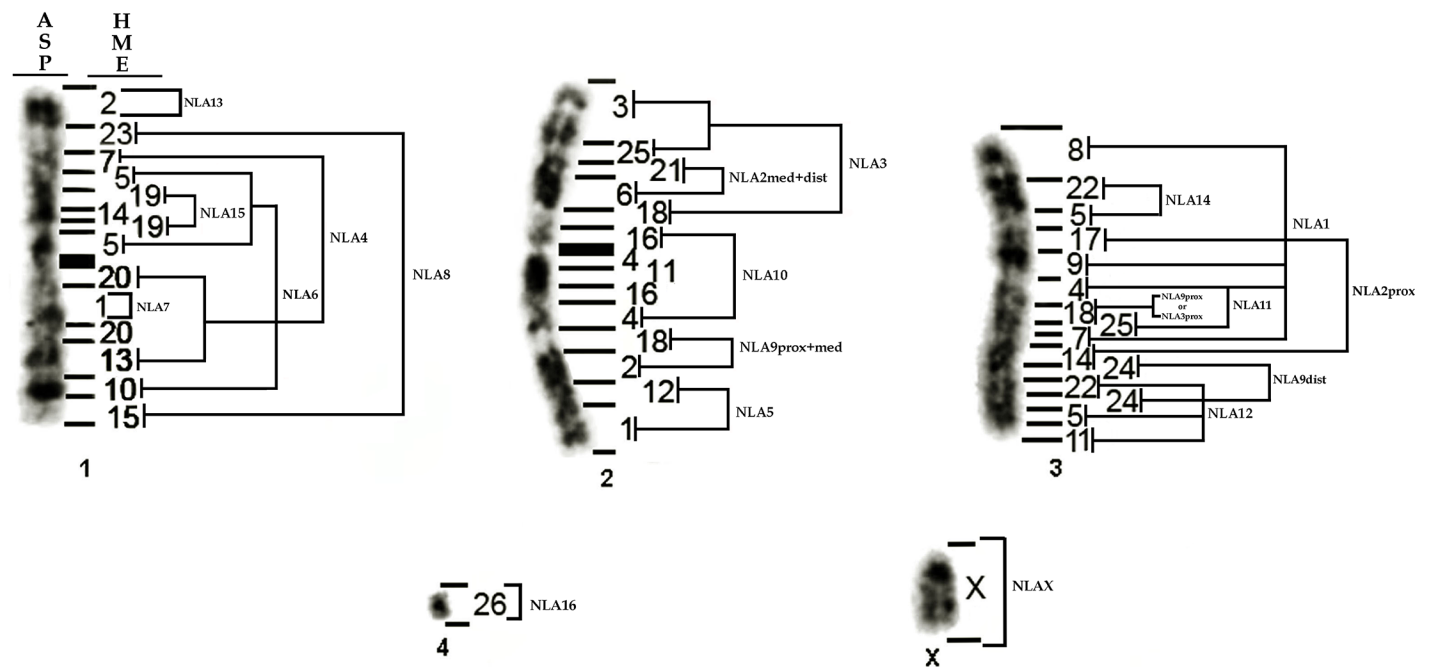 A
S
P
H
M
E
2
NLA13
23
7
5
19
14
NLA15
19
5
NLA4
NLA8
20
1
NLA7
NLA6
20
13
10
15
1
3
25
21
NLA2med+dist
NLA3
6
18
16
4
11
NLA10
16
4
18
NLA9prox+med
2
12
NLA5
1
2
8
22
NLA14
5
17
NLA1
9
4
NLA2prox
18
NLA9prox
or
NLA3prox
NLA11
25
7
14
24
NLA9dist
22
24
NLA12
5
11
3
26
NLA16
4
X
NLAX
X